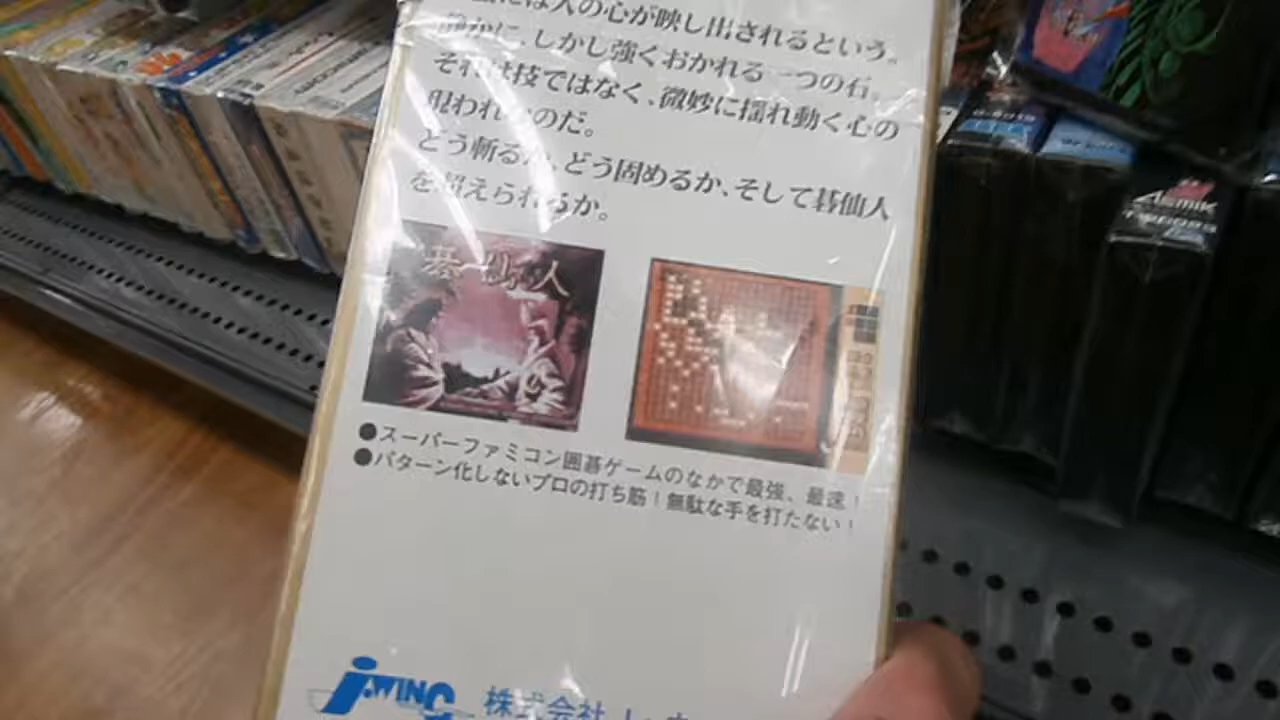 には人の心が映し出されるという。
静かに、しかし強くおかれる一つの石。
それは技ではなく、微妙に揺れ動く心の
どう斬るか、どう固めるか、そして碁仙人
を超えられるか。
碁仙人
●スーパーファミコン囲碁ゲームのなかで最強、最速！
●パターン化しないプロの打ち筋！無駄な手を打たない！
J·WING 株式会社